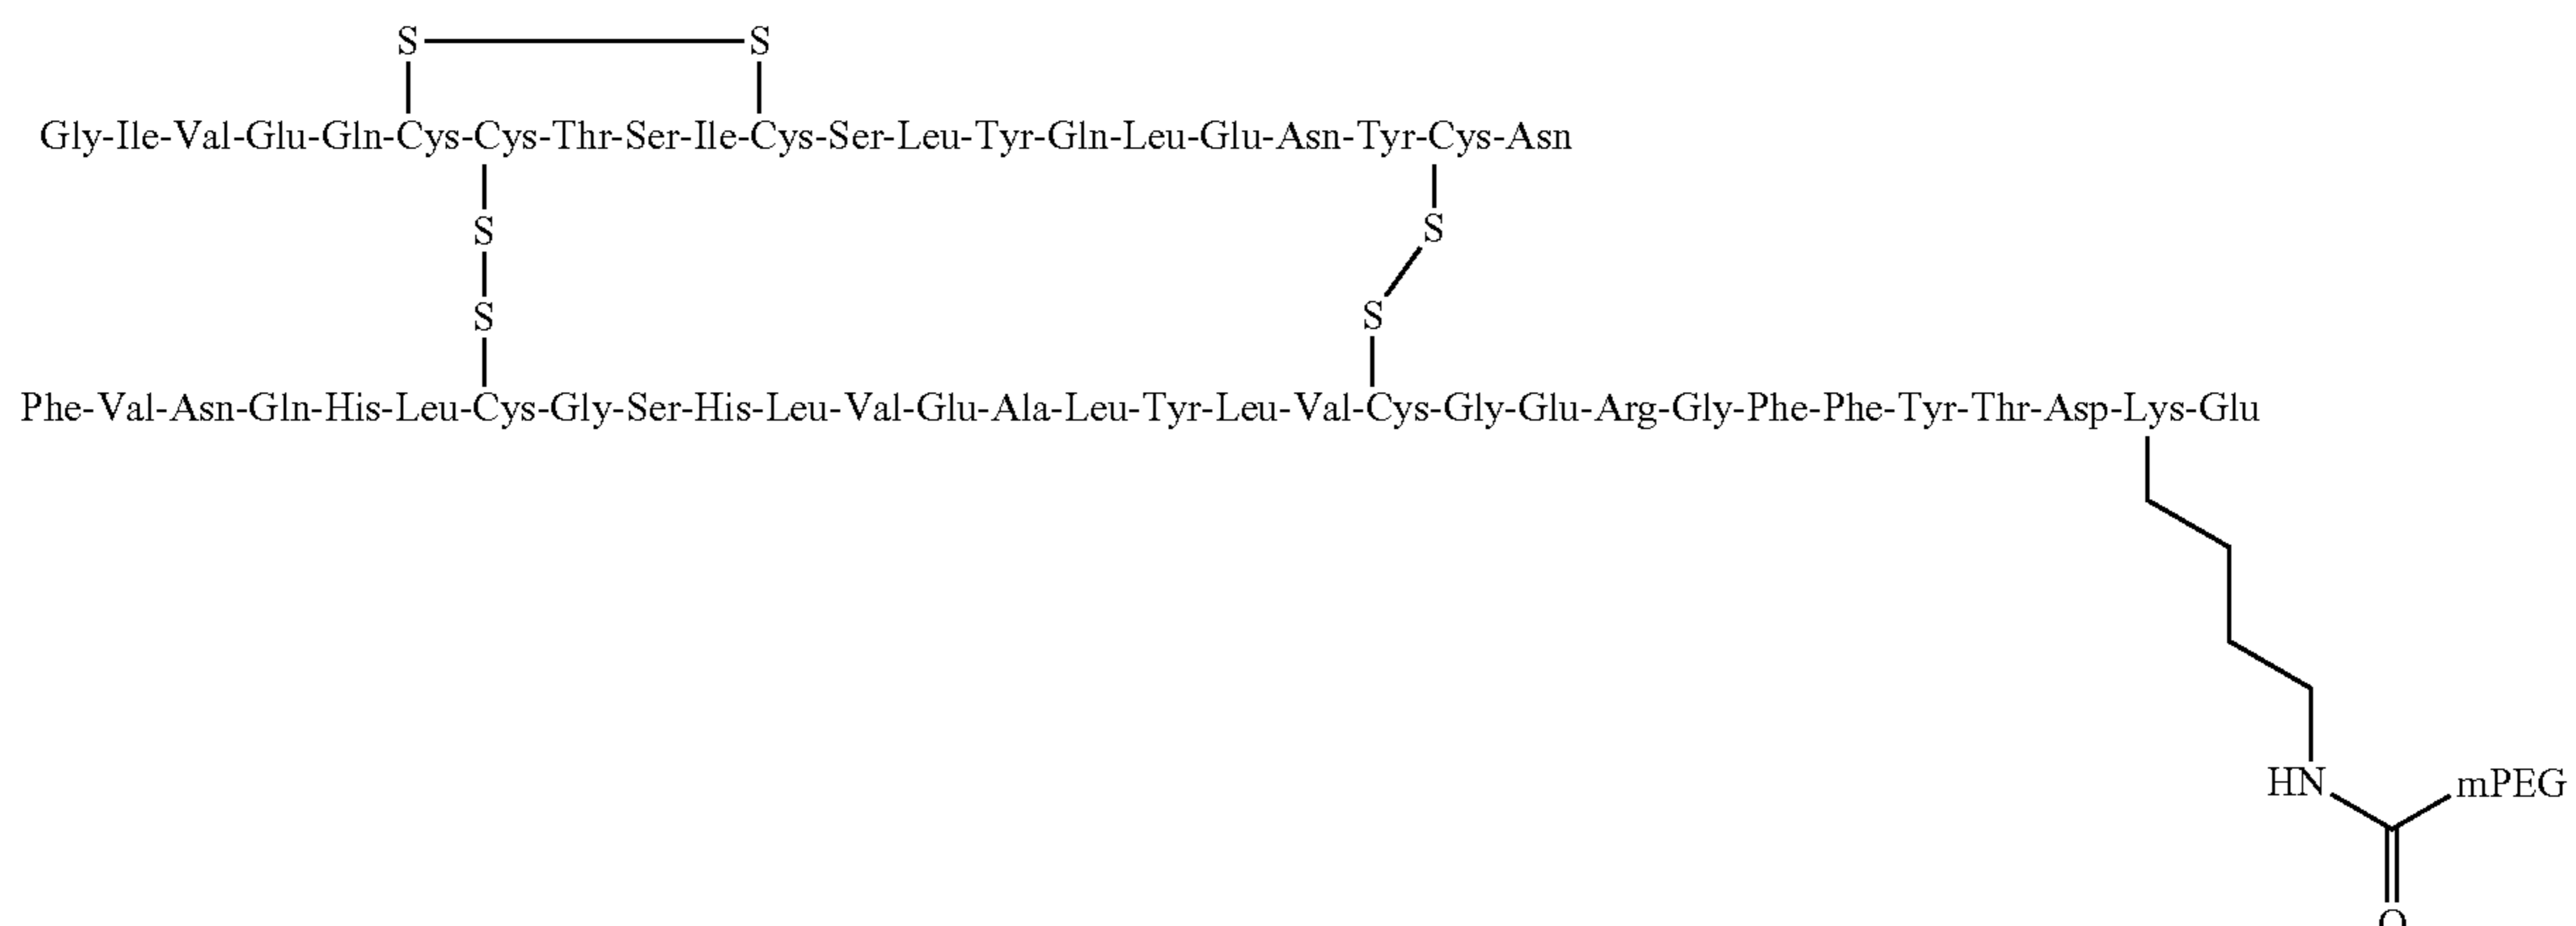 S S
Gly-Ile-Val-Glu-Gln-Cys-Cys-Thr-Ser-Ile-Cys-Ser-Leu-Tyr-Gln-Leu-Glu-Asn-Tyr-Cys-Asn
S S
S S
Phe-Val-Asn-Gln-His-Leu-Cys-Gly-Ser-His-Leu-Val-Glu-Ala-Leu-Tyr-Leu-Val-Cys-Gly-Glu-Arg-Gly-Phe-Phe-Tyr-Thr-Asp-Lys-Glu
HN mPEG
O